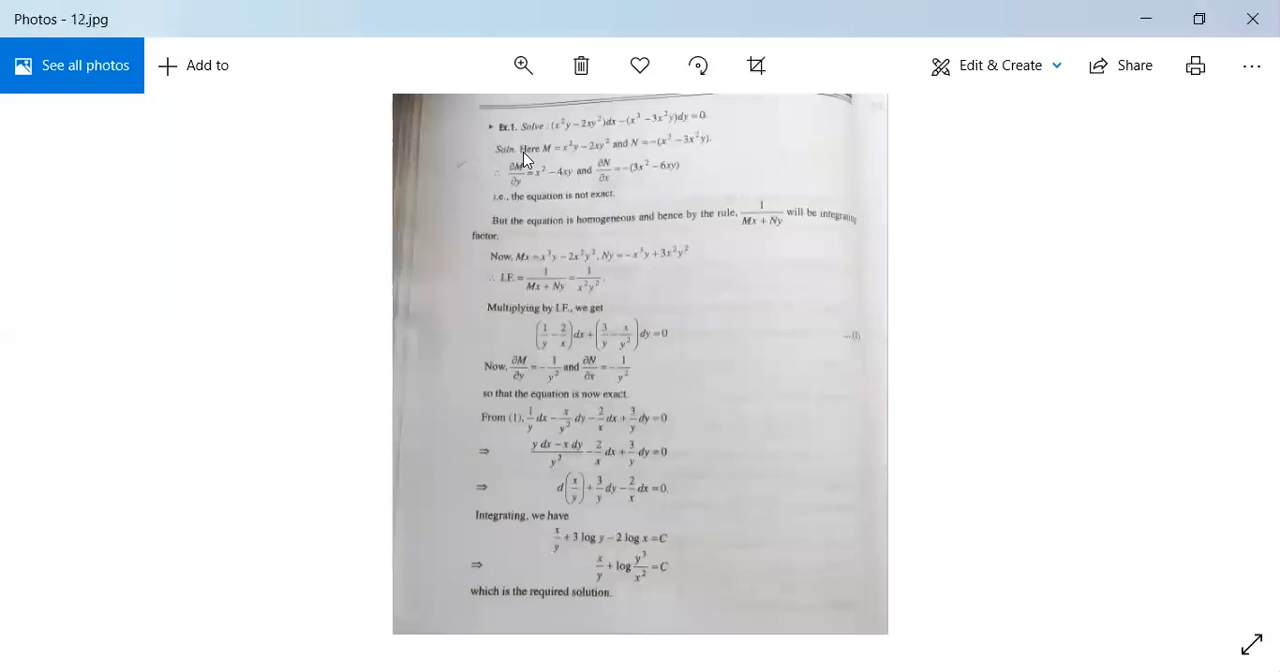 Photos - 12.jpg
See all photos
Add to
Edit & Create
Share
Ex.1. Solve : (x²y – 2xy²)dx – (x³ – 3x²y)dy = 0.
Soln. Here M = x²y – 2xy² and N = –(x³ – 3x²y).
∴ ∂M/∂y = x² – 4xy and ∂N/∂x = –(3x² – 6xy)
i.e., the equation is not exact.
But the equation is homogeneous and hence by the rule, 1/(Mx + Ny) will be integrating
factor.
Now, Mx = x³y – 2x²y², Ny = –x³y + 3x²y²
∴ I.F. = 1/(Mx + Ny) = 1/(x²y²).
Multiplying by I.F., we get
(1/y – 2/x)dx + (3/y – x/y²)dy = 0 ...(1)
Now, ∂M/∂y = –1/y² and ∂N/∂x = –1/y²
so that the equation is now exact.
From (1), 1/y dx – x/y² dy – 2/x dx + 3/y dy = 0
⇒ (y dx – x dy)/y² – 2/x dx + 3/y dy = 0
⇒ d(x/y) + 3/y dy – 2/x dx = 0.
Integrating, we have
x/y + 3 log y – 2 log x = C
⇒ x/y + log y³/x² = C
which is the required solution.